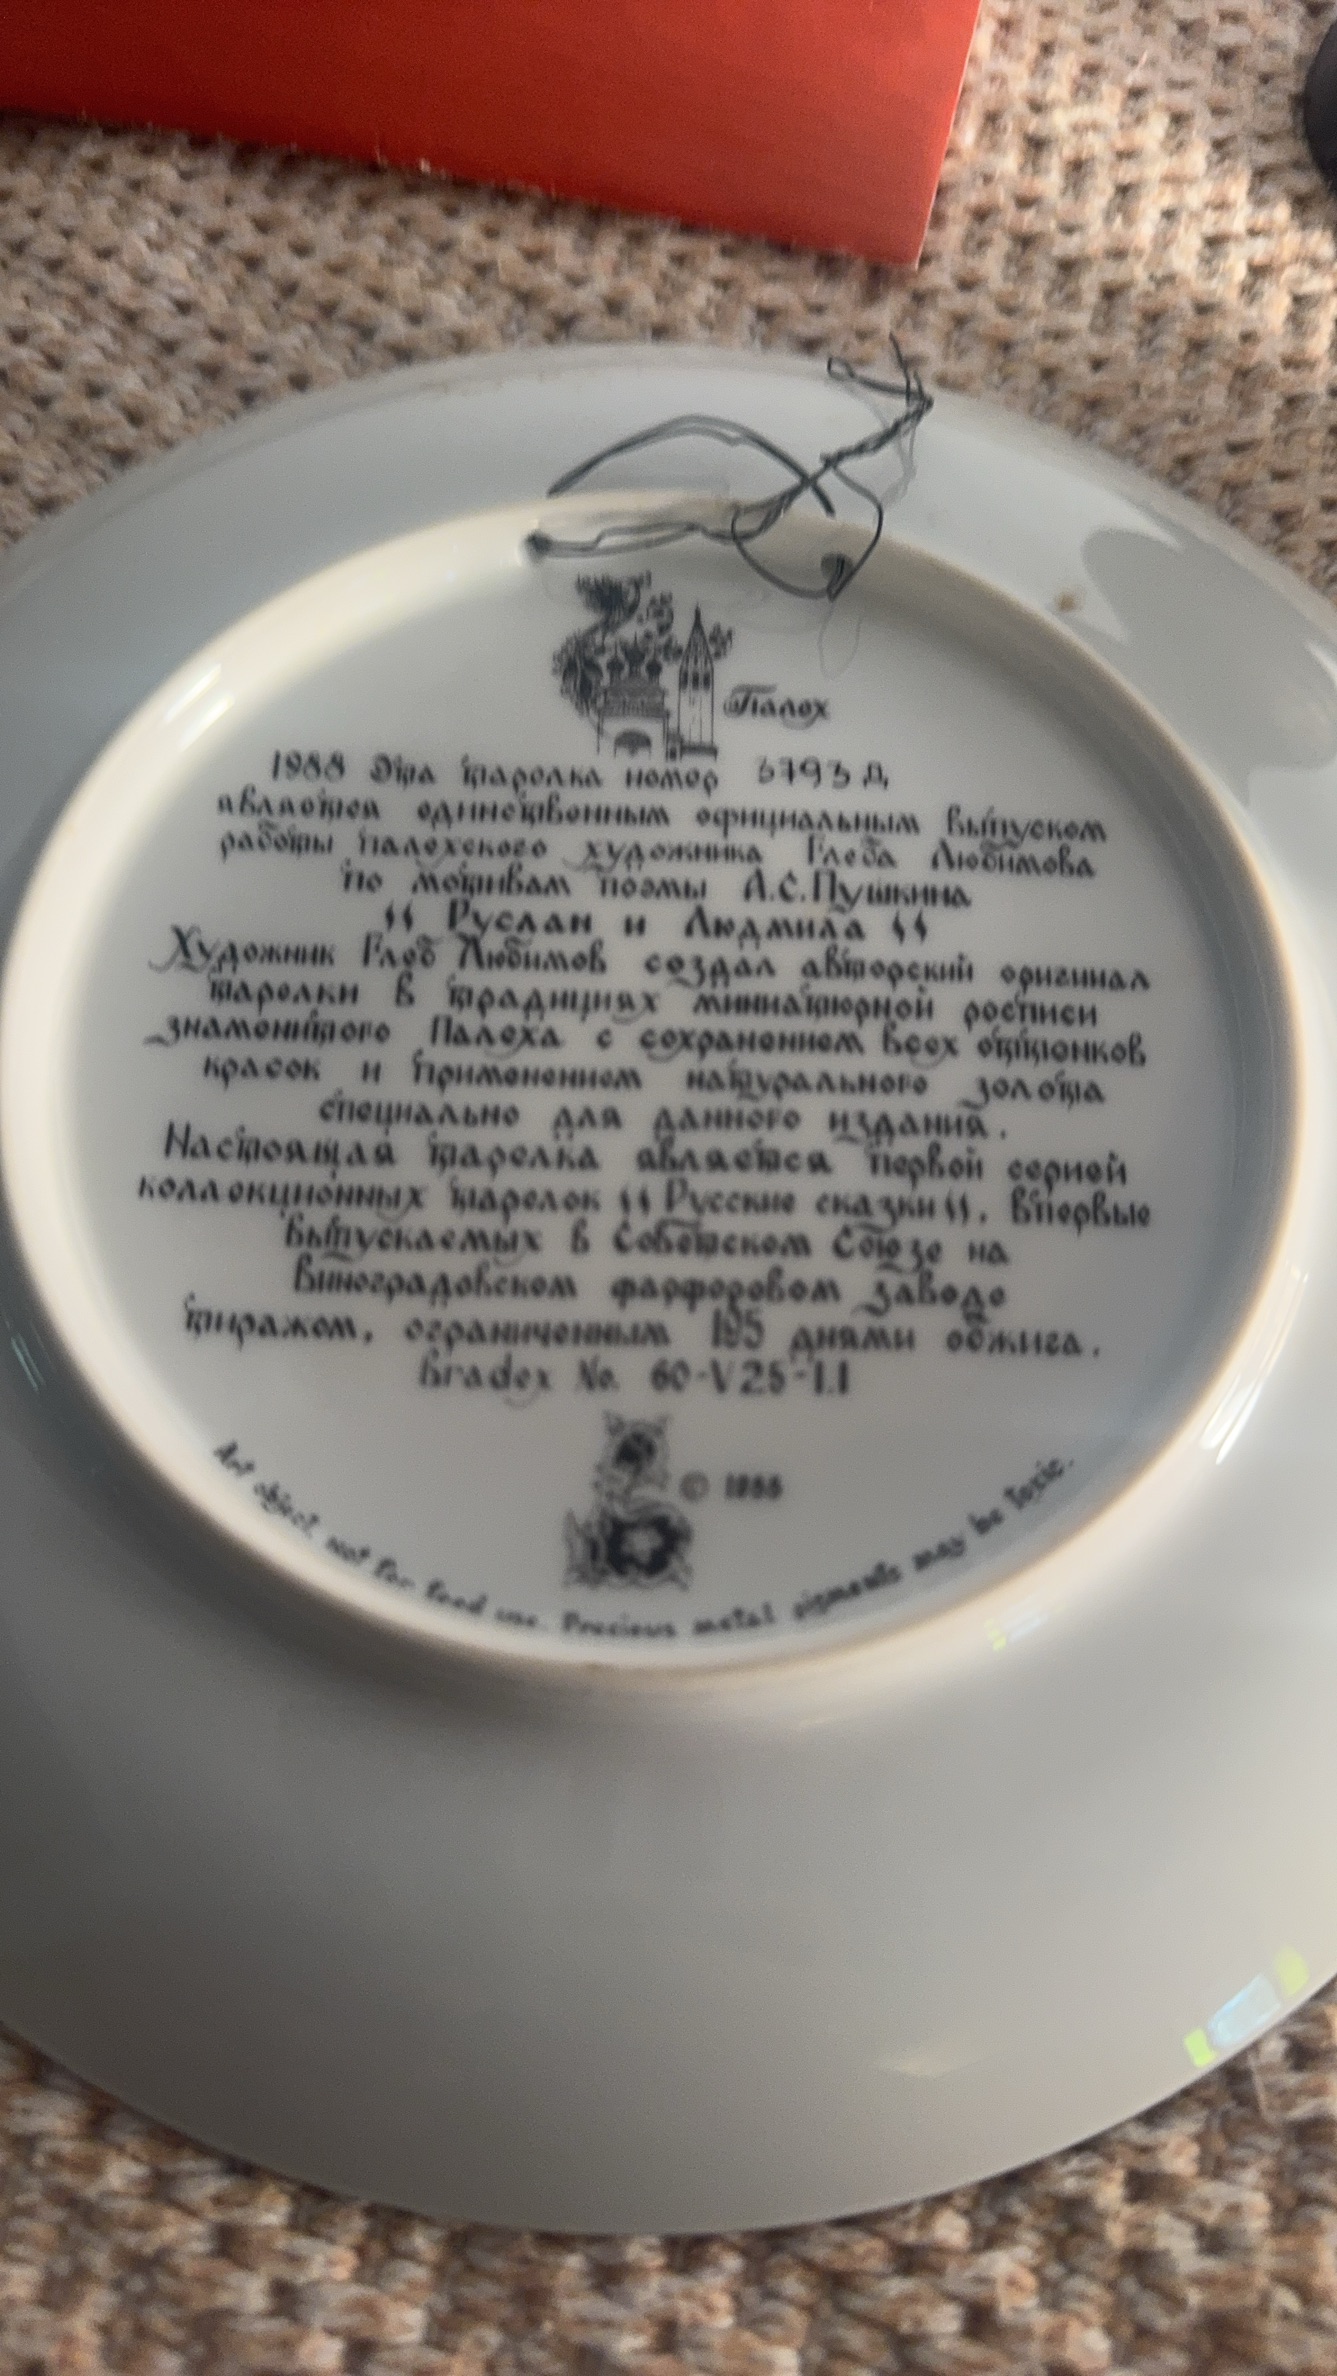 Палех
1988 Эта тарелка номер 3793 Д
является единственным официальным выпуском
работы палехского художника Глеба Любимова
по мотивам поэмы А.С.Пушкина
" Руслан и Людмила "
Художник Глеб Любимов создал авторский оригинал
тарелки в традициях миниатюрной росписи
знаменитого Палеха с сохранением всех оттенков
красок и применением натурального золота
специально для данного издания.
Настоящая тарелка является первой серией
коллекционных тарелок "Русские сказки". Впервые
выпускаемых в Советском Союзе на
Виноградовском фарфоровом заводе
тиражом, ограниченным 195 днями обжига.
Bradex No. 60-V25-1.1
© 1988
Art object, not for food use. Precious metal pigments may be toxic.